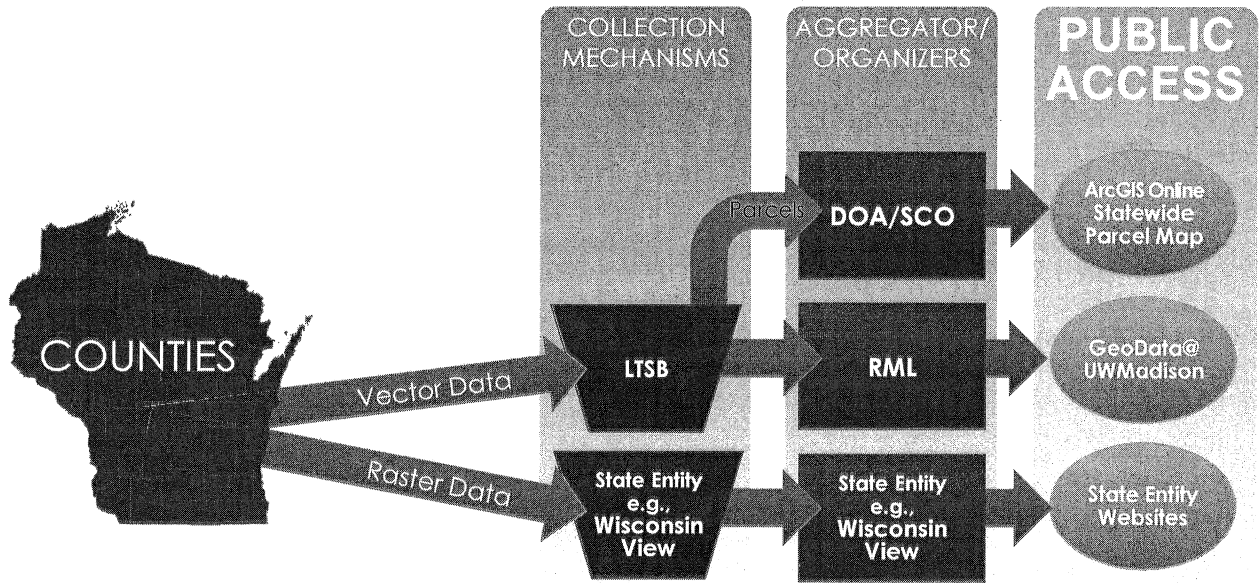 COLLECTION
MECHANISMS
AGGREGATOR/
ORGANIZERS
PUBLIC
ACCESS
COUNTIES
Vector Data
Raster Data
Parcels
LTSB
State Entity
e.g.,
Wisconsin
View
DOA/SCO
RML
State Entity
e.g.,
Wisconsin
View
ArcGIS Online
Statewide
Parcel Map
GeoData@
UWMadison
State Entity
Websites